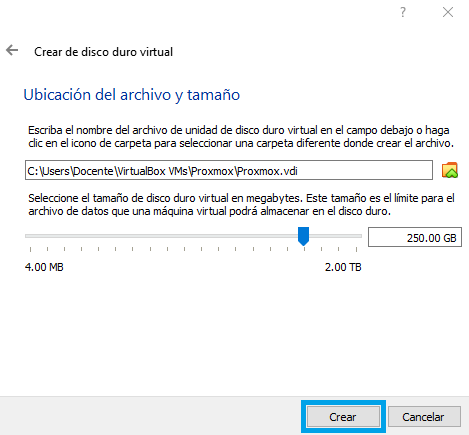 ?
Crear de disco duro virtual
Ubicación del archivo y tamaño
Escriba el nombre del archivo de unidad de disco duro virtual en el campo debajo o haga
clic en el icono de carpeta para seleccionar una carpeta diferente donde crear el archivo.
C:\Users\Docente\VirtualBox VMs\Proxmox\Proxmox.vdi
Seleccione el tamaño de disco duro virtual en megabytes. Este tamaño es el límite para el
archivo de datos que una máquina virtual podrá almacenar en el disco duro.
250.00 GB
4.00 MB 2.00 TB
Crear Cancelar